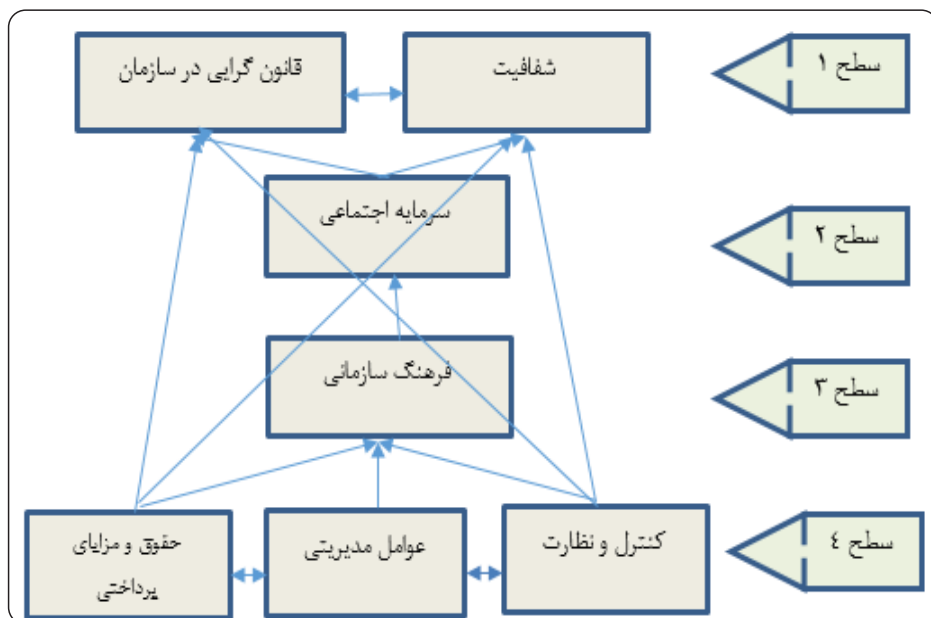 سطح ۱
شفافیت
قانون گرایی در سازمان
سطح ۲
سرمایه اجتماعی
سطح ۳
فرهنگ سازمانی
سطح ٤
کنترل و نظارت
عوامل مدیریتی
حقوق و مزایای
پرداختی